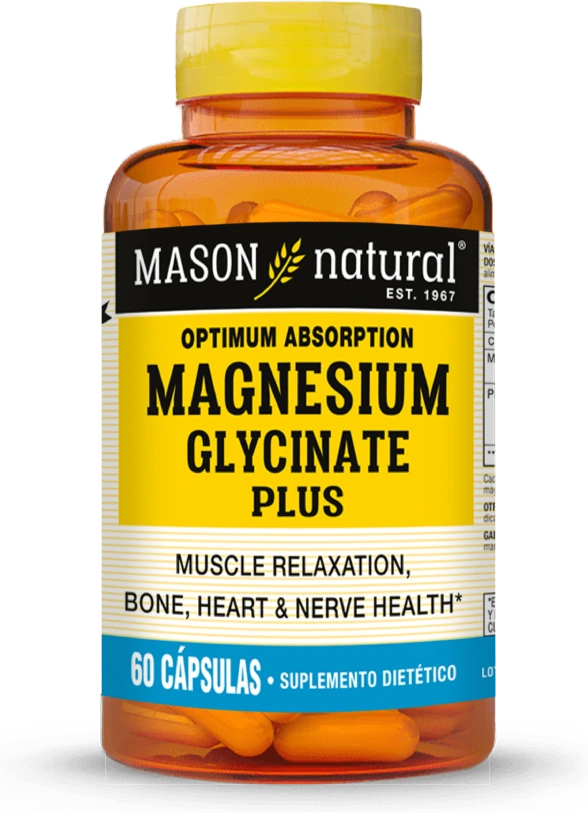 MASON natural®
EST. 1967
OPTIMUM ABSORPTION
MAGNESIUM
GLYCINATE
PLUS
MUSCLE RELAXATION,
BONE, HEART & NERVE HEALTH*
60 CÁPSULAS • SUPLEMENTO DIETÉTICO